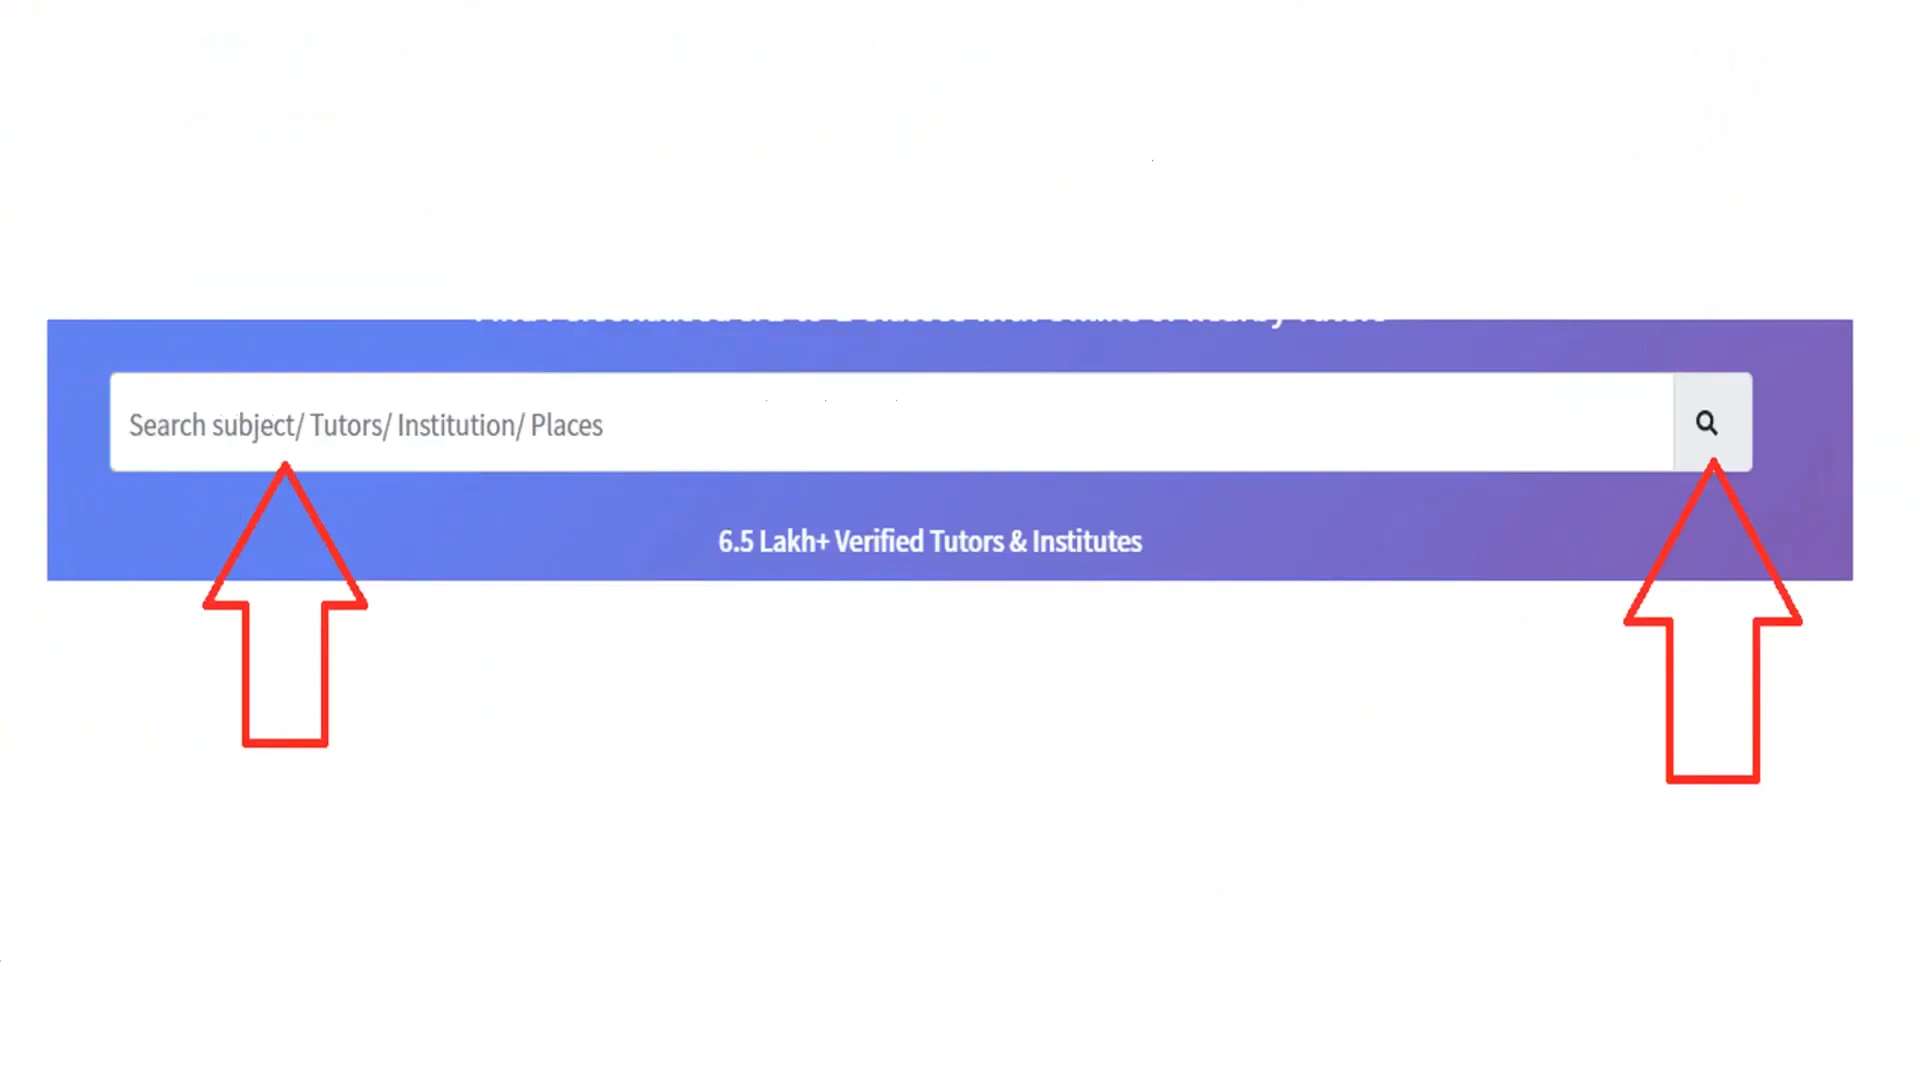 Search subject/ Tutors/ Institution/ Places
6.5 Lakh+ Verified Tutors & Institutes